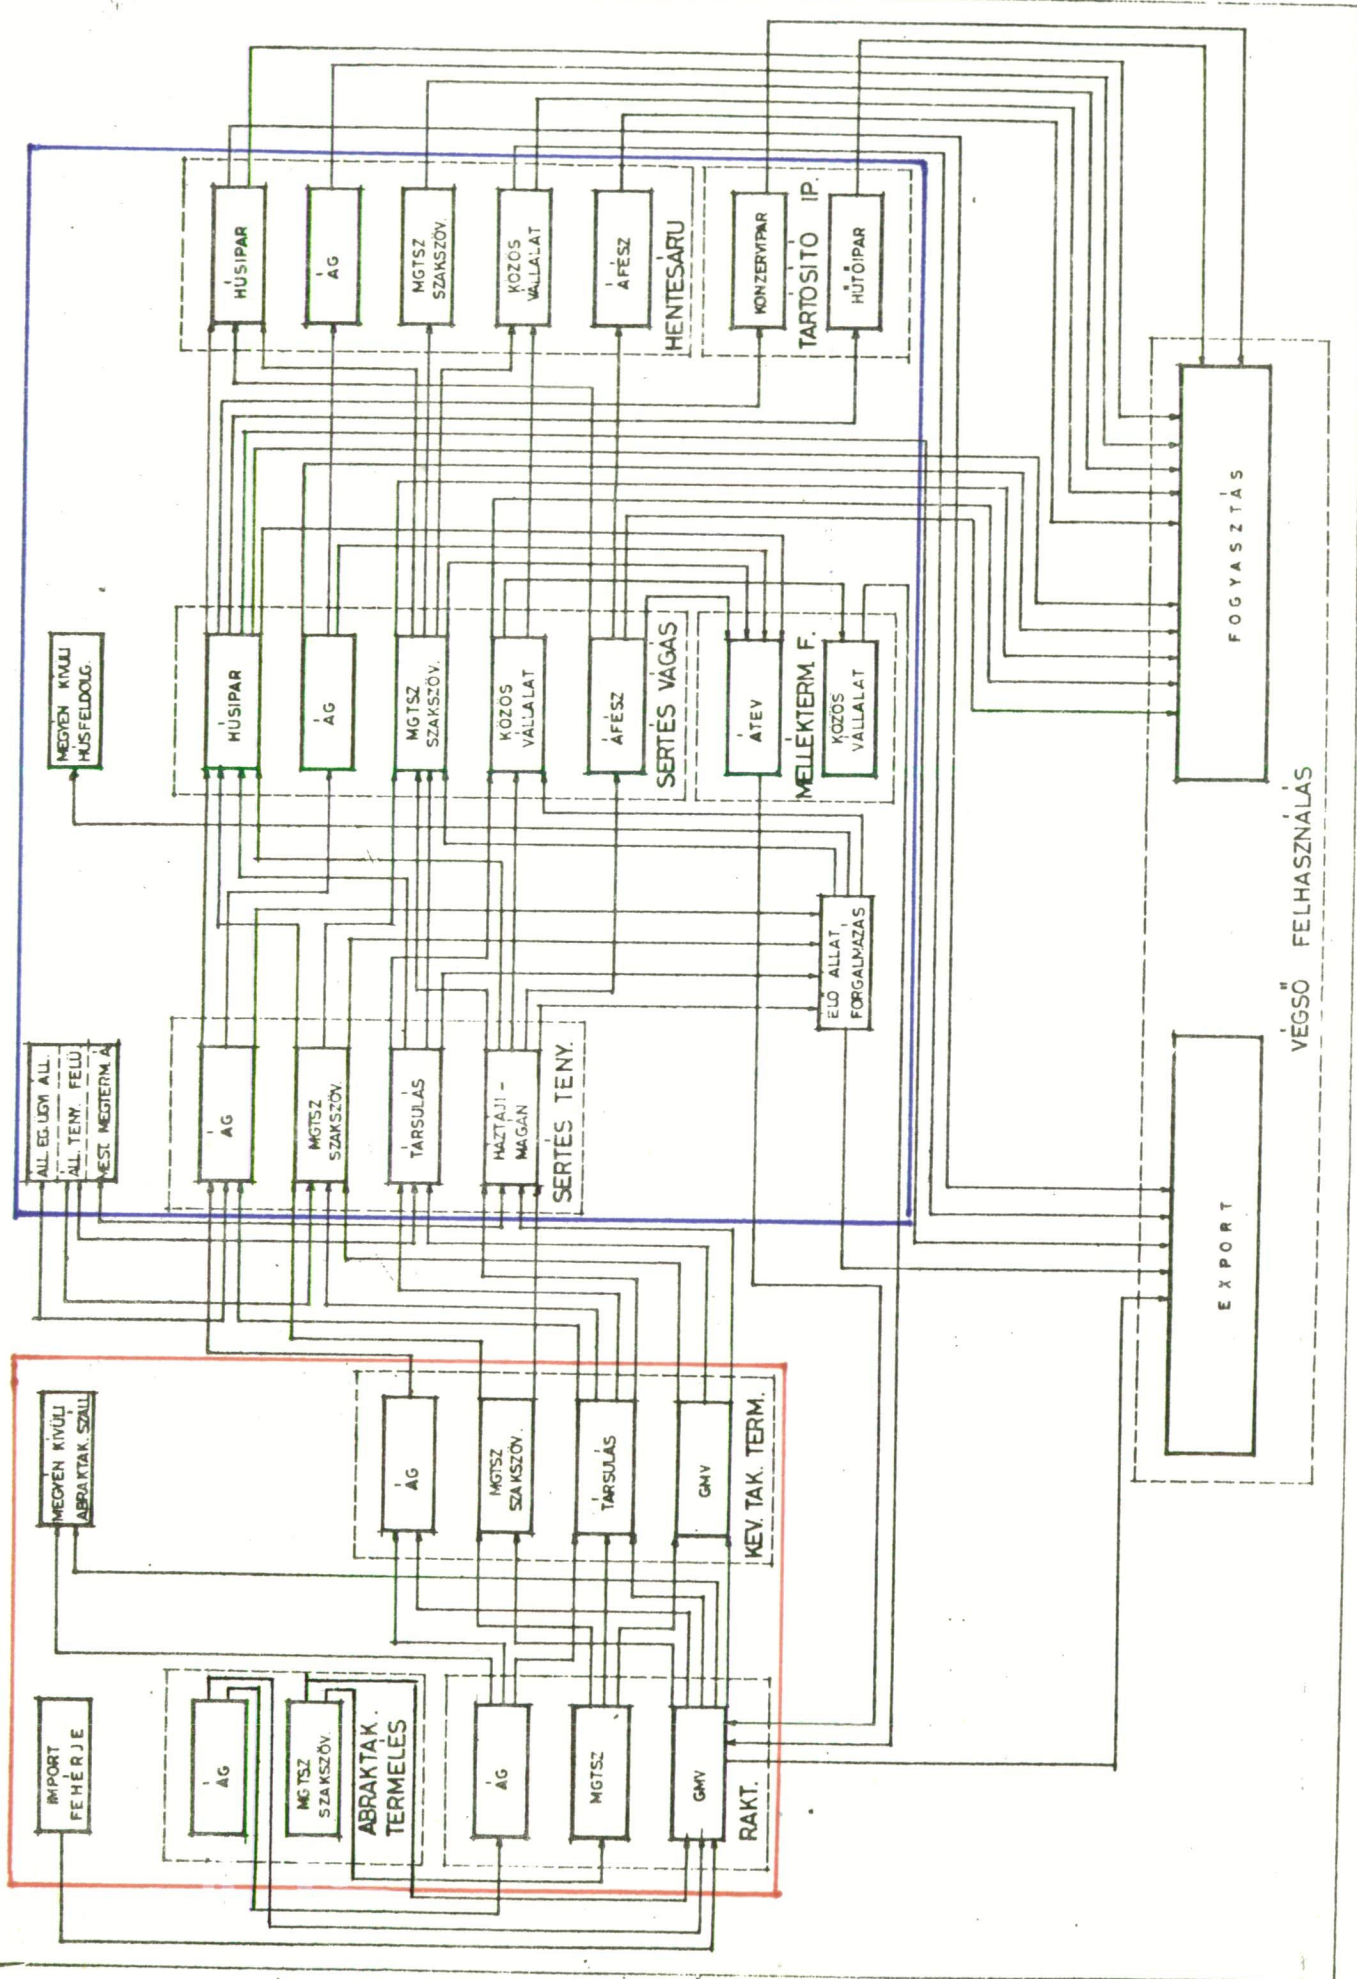 IMPORT
FEHÉRJE
ÁG
MGTSZ
SZAKSZÖV.
ABRAKTAK.
TERMELÉS
ÁG
MGTSZ
GMV
RAKT.
MEGYÉN KÍVÜLI
ABRAKTAK. SZÁLL
ÁG
MGTSZ
SZAKSZÖV.
TÁRSULÁS
GMV
KEV. TAK. TERM.
ÁLL. EG. ÜGYI ÁLL.
ÁLL. TENY. FELÜ.
MEST. MEGTERM. Á.
ÁG
MGTSZ
SZAKSZÖV.
TÁRSULÁS
HÁZTÁJI -
MAGÁN
SERTÉS TENY.
ÉLŐ ÁLLAT
FORGALMAZÁS
MEGYÉN KÍVÜLI
HÚSFELDOLG.
HÚSIPAR
ÁG
MGTSZ
SZAKSZÖV.
KÖZÖS
VÁLLALAT
ÁFÉSZ
SERTÉS VÁGÁS
ÁTEV
KÖZÖS
VÁLLALAT
MELLÉKTERM. F.
HÚSIPAR
ÁG
MGTSZ
SZAKSZÖV.
KÖZÖS
VÁLLALAT
ÁFÉSZ
HENTESÁRU
KONZERVIPAR
TARTÓSÍTÓ IP.
HŰTŐIPAR
EXPORT
FOGYASZTÁS
VÉGSŐ FELHASZNÁLÁS